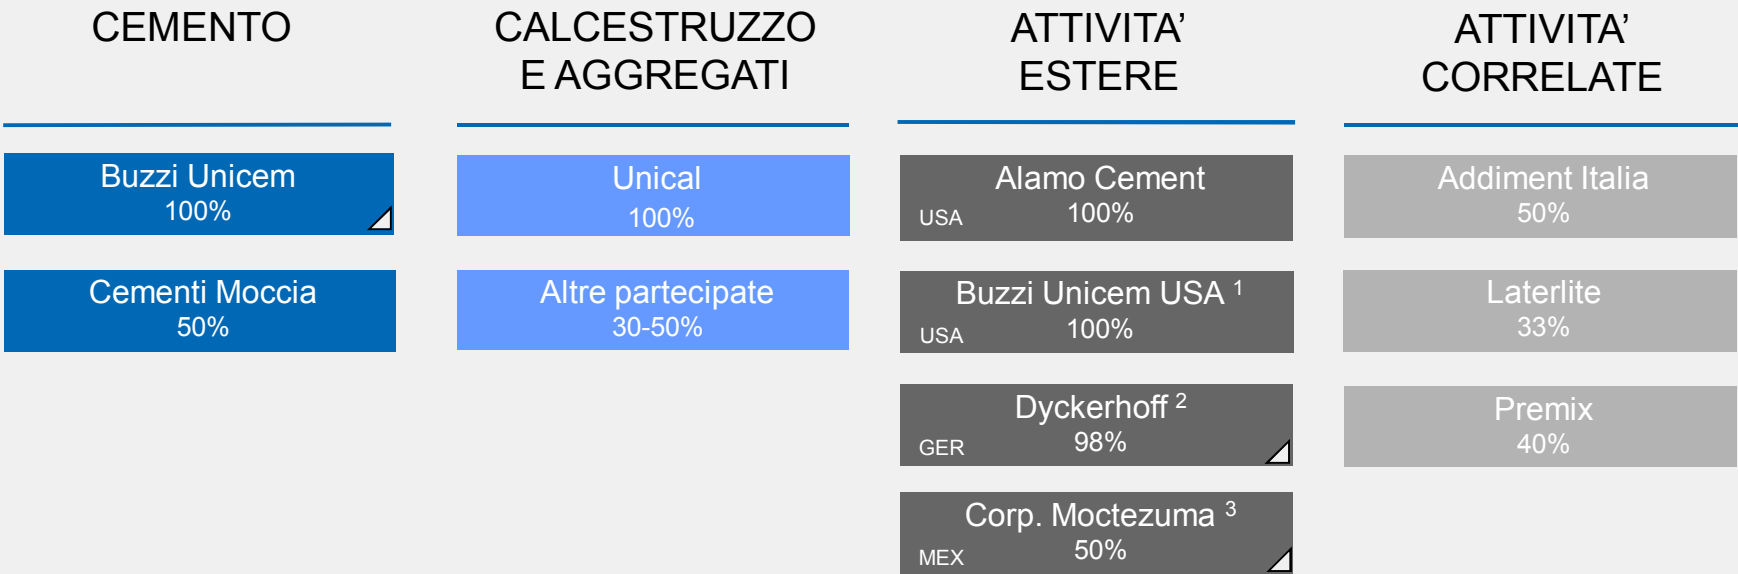 CEMENTO
Buzzi Unicem
100%
Cementi Moccia
50%
CALCESTRUZZO
E AGGREGATI
Unical
100%
Altre partecipate
30-50%
ATTIVITA’
ESTERE
Alamo Cement
USA 100%
Buzzi Unicem USA 1
USA 100%
Dyckerhoff 2
GER 98%
Corp. Moctezuma 3
MEX 50%
ATTIVITA’
CORRELATE
Addiment Italia
50%
Laterlite
33%
Premix
40%